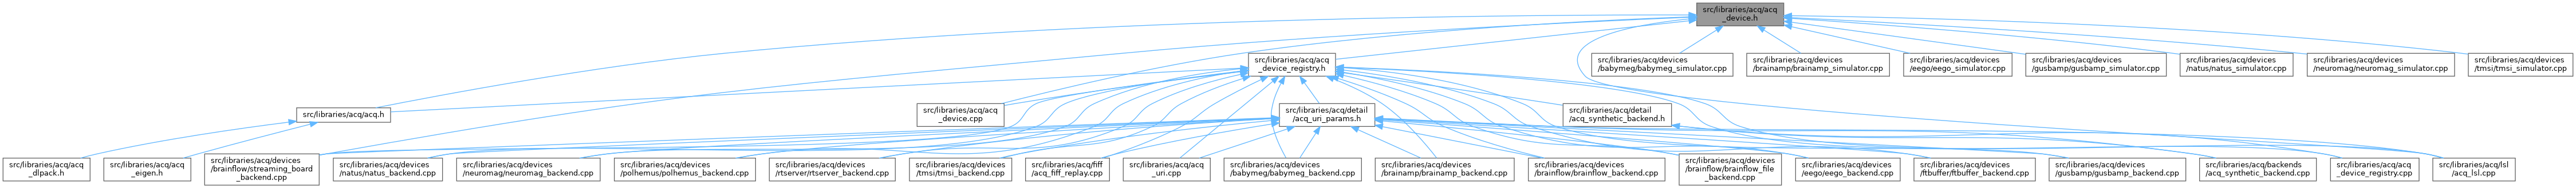 src/libraries/acq/acq
_device.h
src/libraries/acq/acq
_device_registry.h
src/libraries/acq/devices
/babymeg/babymeg_simulator.cpp
src/libraries/acq/devices
/brainamp/brainamp_simulator.cpp
src/libraries/acq/devices
/eego/eego_simulator.cpp
src/libraries/acq/devices
/gusbamp/gusbamp_simulator.cpp
src/libraries/acq/devices
/natus/natus_simulator.cpp
src/libraries/acq/devices
/neuromag/neuromag_simulator.cpp
src/libraries/acq/devices
/tmsi/tmsi_simulator.cpp
src/libraries/acq/acq.h
src/libraries/acq/acq
_device.cpp
src/libraries/acq/detail
/acq_uri_params.h
src/libraries/acq/detail
/acq_synthetic_backend.h
src/libraries/acq/acq
_dlpack.h
src/libraries/acq/acq
_eigen.h
src/libraries/acq/devices
/brainflow/streaming_board
_backend.cpp
src/libraries/acq/devices
/natus/natus_backend.cpp
src/libraries/acq/devices
/neuromag/neuromag_backend.cpp
src/libraries/acq/devices
/polhemus/polhemus_backend.cpp
src/libraries/acq/devices
/rtserver/rtserver_backend.cpp
src/libraries/acq/devices
/tmsi/tmsi_backend.cpp
src/libraries/acq/fiff
/acq_fiff_replay.cpp
src/libraries/acq/acq
_uri.cpp
src/libraries/acq/devices
/babymeg/babymeg_backend.cpp
src/libraries/acq/devices
/brainamp/brainamp_backend.cpp
src/libraries/acq/devices
/brainflow/brainflow_backend.cpp
src/libraries/acq/devices
/brainflow/brainflow_file
_backend.cpp
src/libraries/acq/devices
/eego/eego_backend.cpp
src/libraries/acq/devices
/ftbuffer/ftbuffer_backend.cpp
src/libraries/acq/devices
/gusbamp/gusbamp_backend.cpp
src/libraries/acq/backends
/acq_synthetic_backend.cpp
src/libraries/acq/acq
_device_registry.cpp
src/libraries/acq/lsl
/acq_lsl.cpp